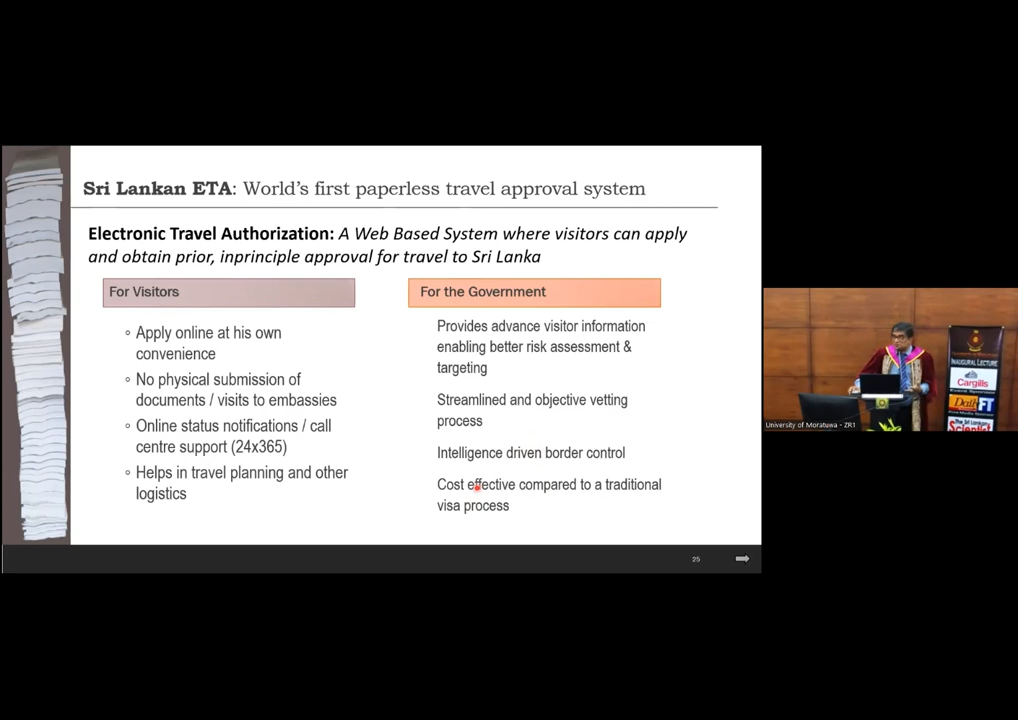 Sri Lankan ETA: World's first paperless travel approval system
Electronic Travel Authorization: A Web Based System where visitors can apply
and obtain prior, inprinciple approval for travel to Sri Lanka
For Visitors
◦ Apply online at his own
convenience
◦ No physical submission of
documents / visits to embassies
◦ Online status notifications / call
centre support (24x365)
◦ Helps in travel planning and other
logistics
For the Government
Provides advance visitor information
enabling better risk assessment &
targeting
Streamlined and objective vetting
process
Intelligence driven border control
Cost effective compared to a traditional
visa process
25
INAUGURAL LECTURE
Cargills
Daily FT
The Sri Lankan
Scientist
University of Moratuwa - ZR1